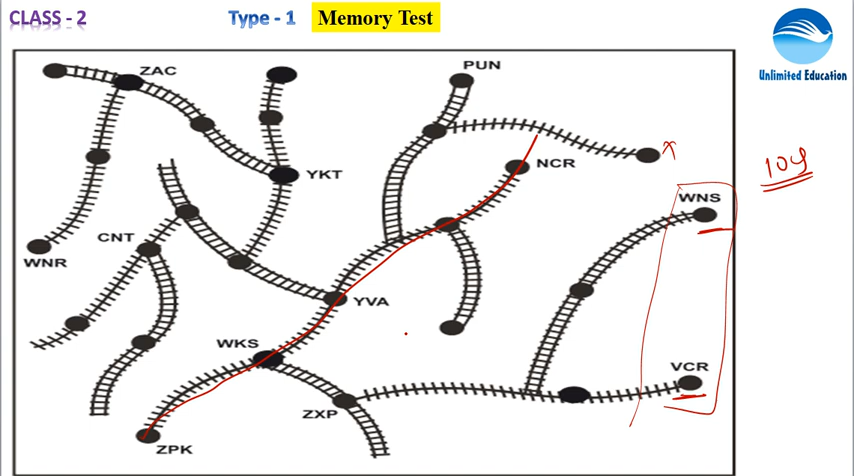 CLASS - 2
Type - 1
Memory Test
Unlimited Education
ZAC
PUN
YKT
NCR
x
10 से
WNS
CNT
WNR
YVA
WKS
VCR
ZXP
ZPK